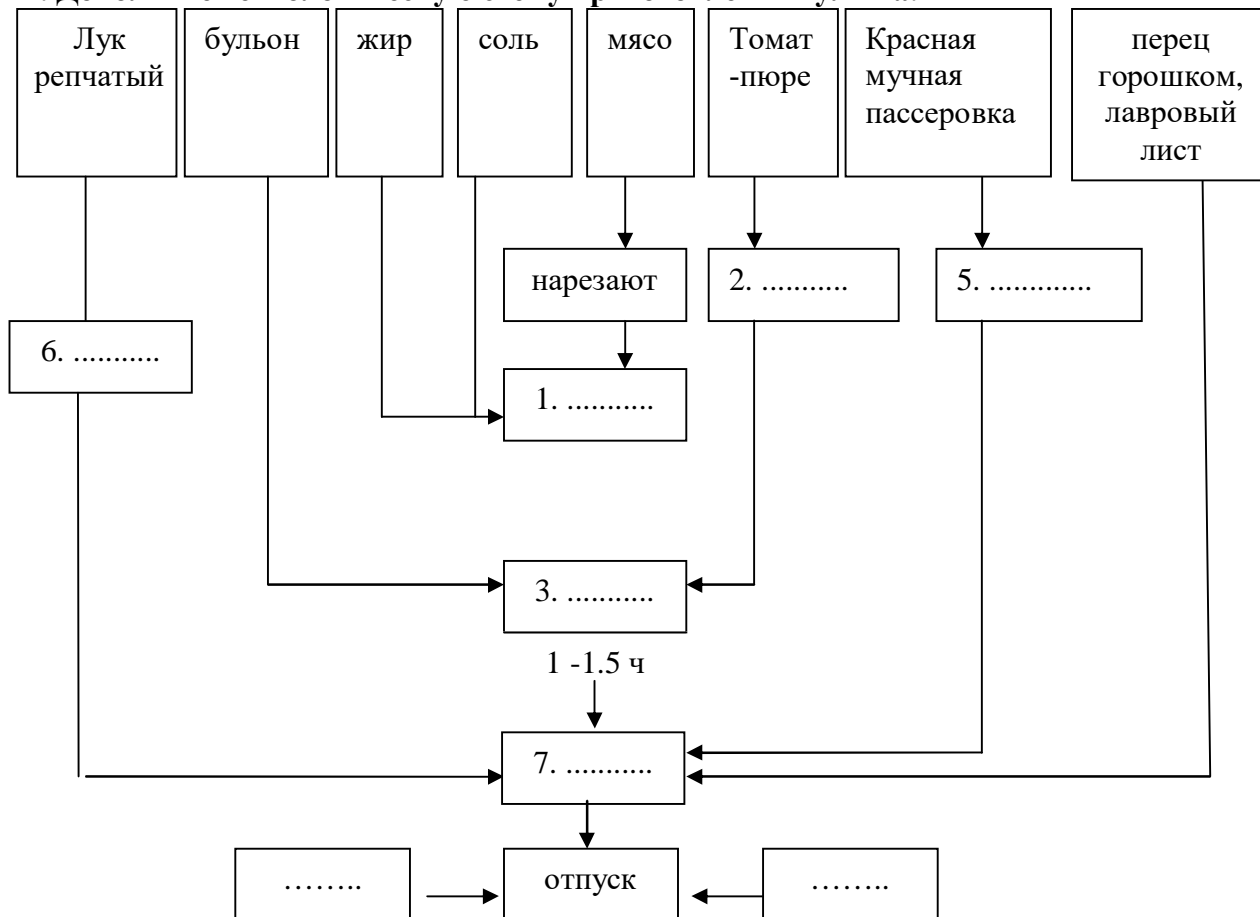 Лук
репчатый
бульон
жир
соль
мясо
Томат
-пюре
Красная
мучная
пассеровка
перец
горошком,
лавровый
лист
нарезают
2. ...........
5. .............
6. ...........
1. ...........
3. ...........
1 -1.5 ч
7. ...........
……..
отпуск
……..